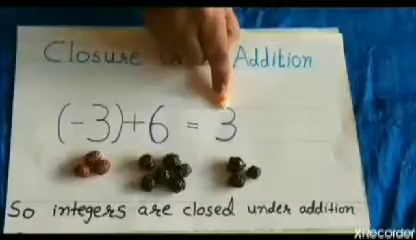 Closure Addition
(-3)+6 = 3
So integers are closed under addition
XRecorder